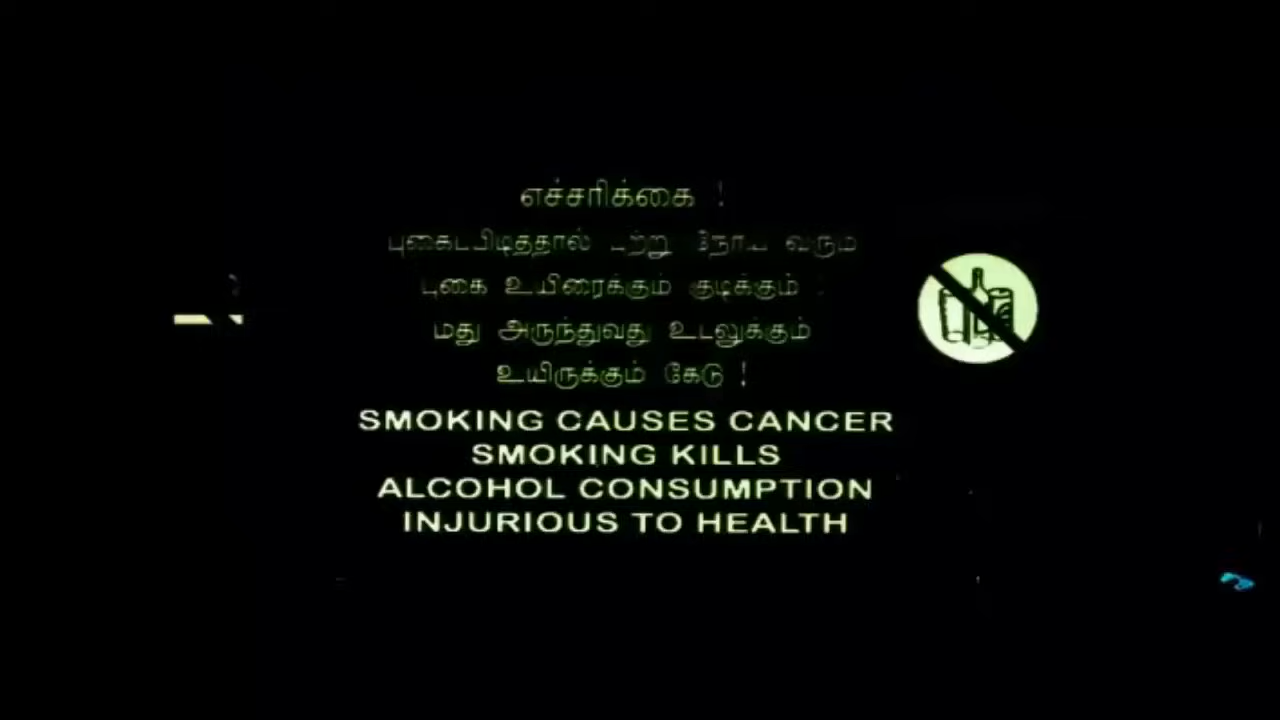 எச்சரிக்கை !
புகைபிடித்தால் புற்று நோய் வரும்
புகை உயிரைக்கும் குடிக்கும்
மது அருந்துவது உடலுக்கும்
உயிருக்கும் கேடு !
SMOKING CAUSES CANCER
SMOKING KILLS
ALCOHOL CONSUMPTION
INJURIOUS TO HEALTH